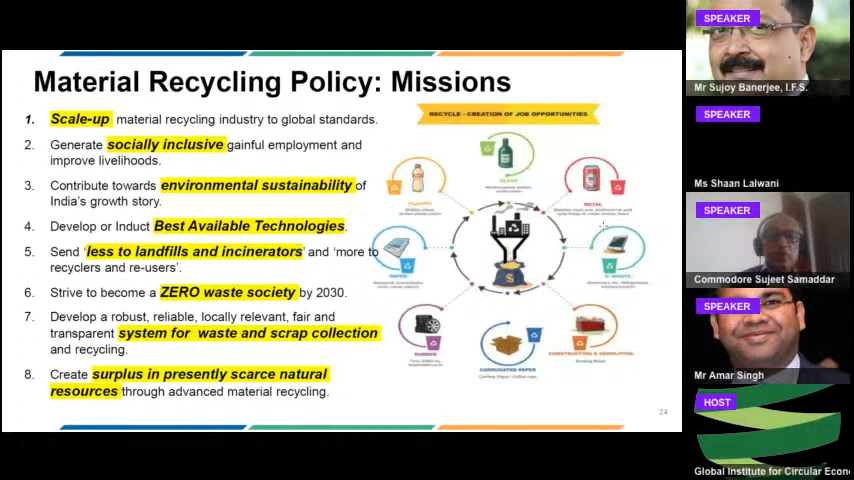 Material Recycling Policy: Missions
1. Scale-up material recycling industry to global standards.
2. Generate socially inclusive gainful employment and
improve livelihoods.
3. Contribute towards environmental sustainability of
India's growth story.
4. Develop or Induct Best Available Technologies.
5. Send 'less to landfills and incinerators' and 'more to
recyclers and re-users'.
6. Strive to become a ZERO waste society by 2030.
7. Develop a robust, reliable, locally relevant, fair and
transparent system for waste and scrap collection
and recycling.
8. Create surplus in presently scarce natural
resources through advanced material recycling.
RECYCLE - CREATION OF JOB OPPORTUNITIES
GLASS
PLASTIC
METAL
PAPER
E-WASTE
RUBBER
CORRUGATED PAPER
CONSTRUCTING & DEMOLITION
24
SPEAKER
Mr Sujoy Banerjee, I.F.S.
SPEAKER
Ms Shaan Lalwani
SPEAKER
Commodore Sujeet Samaddar
SPEAKER
Mr Amar Singh
HOST
Global Institute for Circular Econ